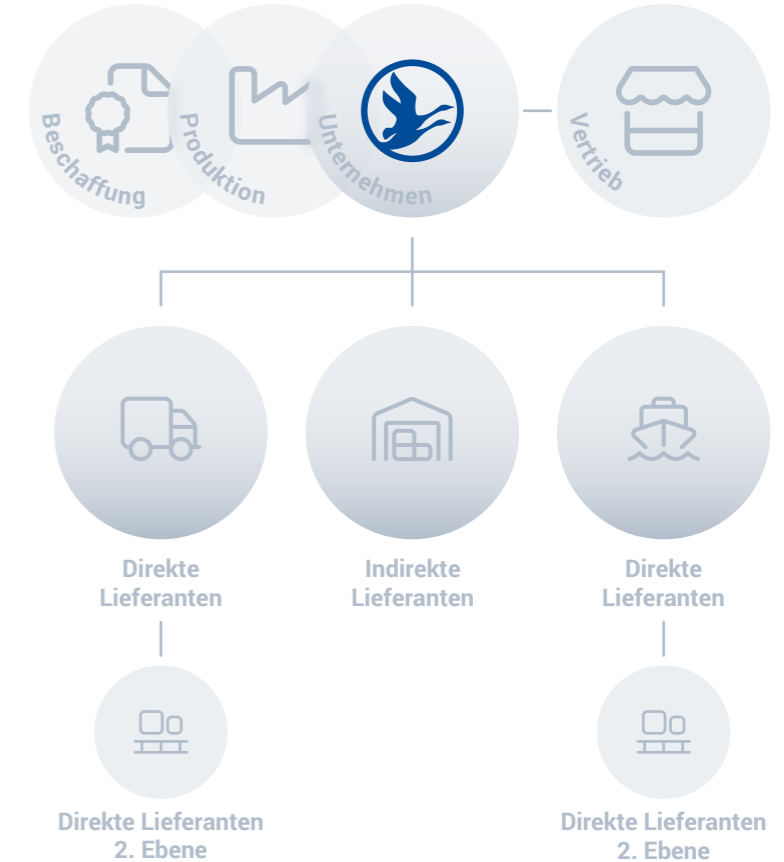 Beschaffung
Produktion
Unternehmen
Vertrieb
Direkte
Lieferanten
Indirekte
Lieferanten
Direkte
Lieferanten
Direkte Lieferanten
2. Ebene
Direkte Lieferanten
2. Ebene